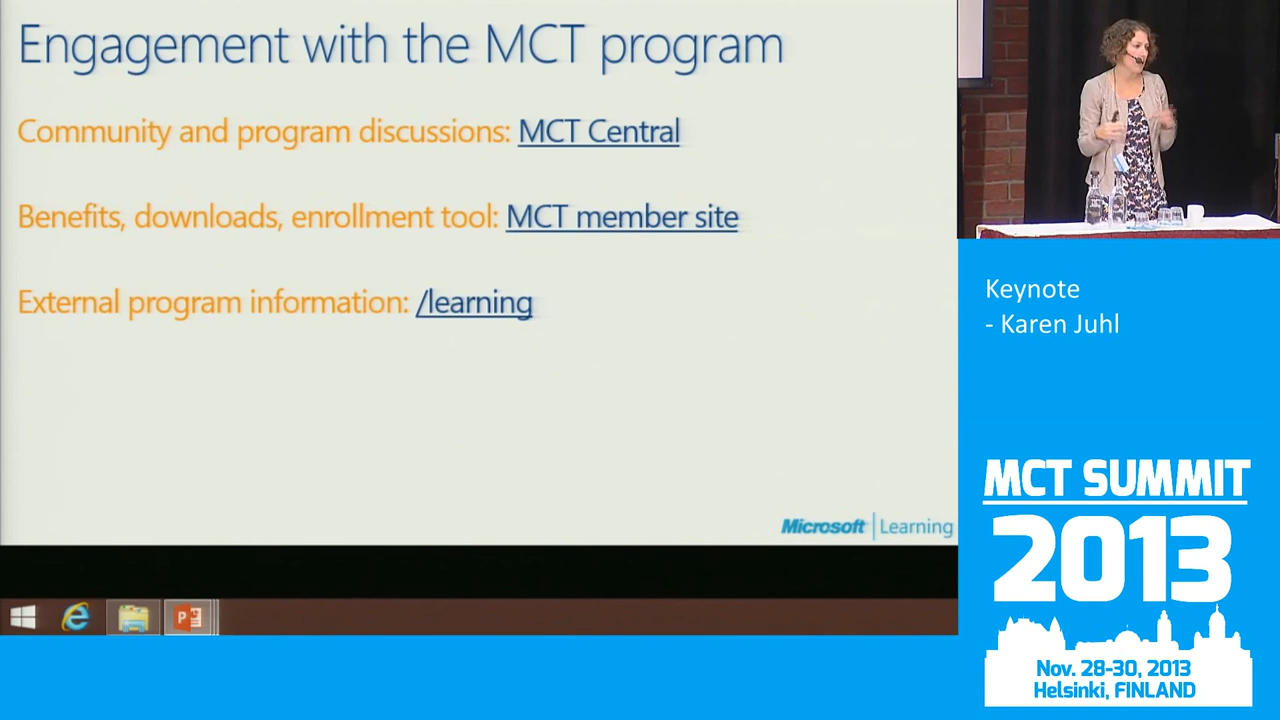 Engagement with the MCT program
Community and program discussions: MCT Central
Benefits, downloads, enrollment tool: MCT member site
External program information: /learning
Microsoft | Learning
Keynote
- Karen Juhl
MCT SUMMIT
2013
Nov. 28-30, 2013
Helsinki, FINLAND